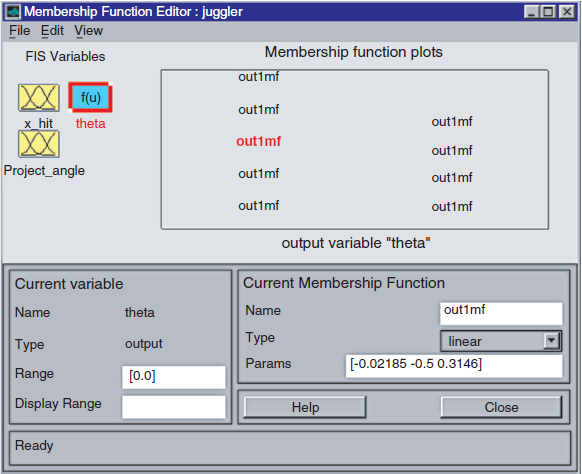 Membership Function Editor : juggler
File Edit View
FIS Variables
Membership function plots
f(u)
x_hit theta
Project_angle
out1mf
out1mf
out1mf
out1mf
out1mf
out1mf
out1mf
out1mf
out1mf
output variable "theta"
Current variable
Name theta
Type output
Range [0.0]
Display Range
Current Membership Function
Name out1mf
Type linear
Params [-0.02185 -0.5 0.3146]
Help Close
Ready